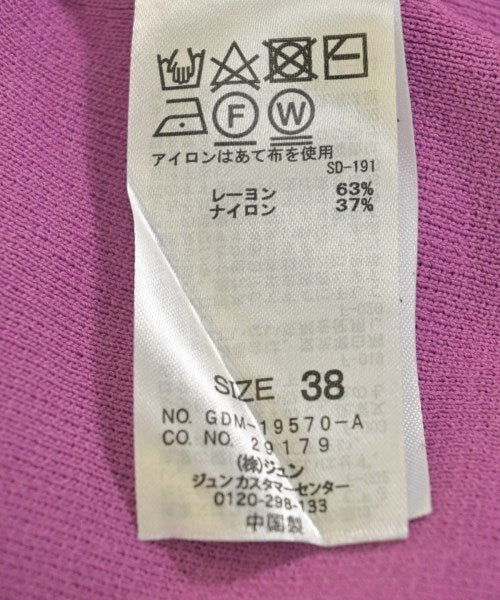 F W
アイロンはあて布を使用
SD-191
レーヨン 63%
ナイロン 37%
SIZE 38
NO. GDM-19570-A
CO. NO. 29179
(株)ジュン
ジュンカスタマーセンター
0120-298-133
中国製